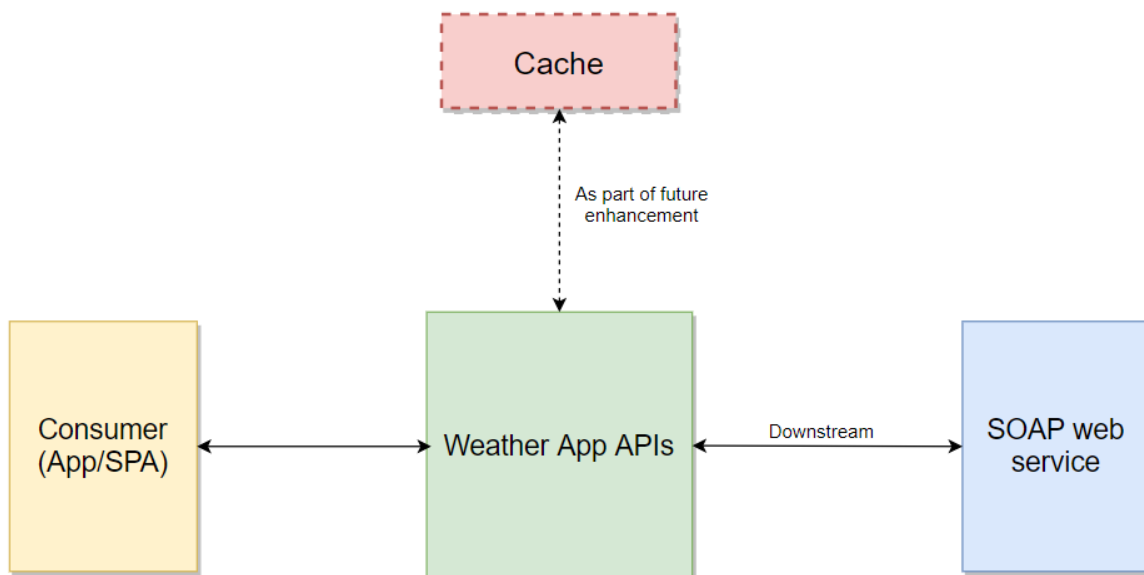 Cache
As part of future
enhancement
Consumer
(App/SPA)
Weather App APIs
Downstream
SOAP web
service